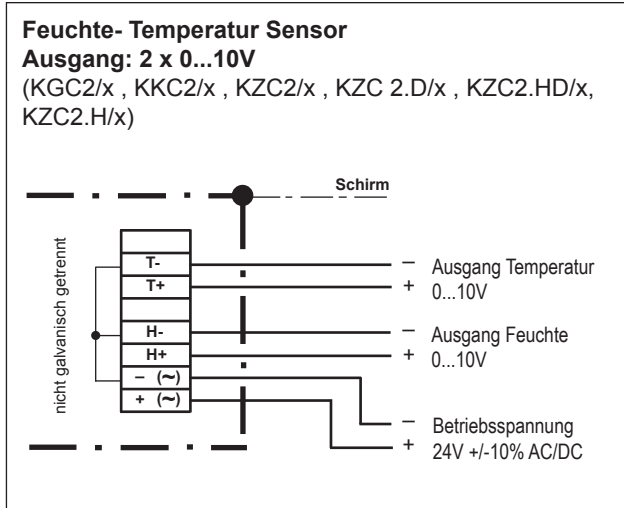 Feuchte- Temperatur Sensor
Ausgang: 2 x 0...10V
(KGC2/x , KKC2/x , KZC2/x , KZC 2.D/x , KZC2.HD/x,
KZC2.H/x)
Schirm
nicht galvanisch getrennt
T-
T+
H-
H+
– (~)
+ (~)
– Ausgang Temperatur
+ 0...10V
– Ausgang Feuchte
+ 0...10V
– Betriebsspannung
+ 24V +/-10% AC/DC